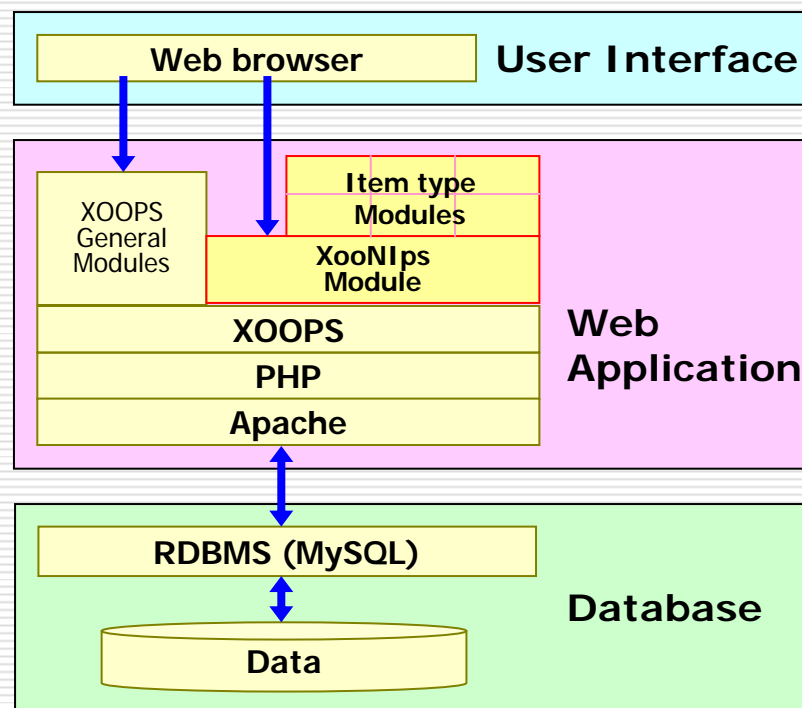 Web browser
User Interface
XOOPS
General
Modules
Item type
Modules
XooNIps
Module
XOOPS
PHP
Apache
Web
Application
RDBMS (MySQL)
Data
Database